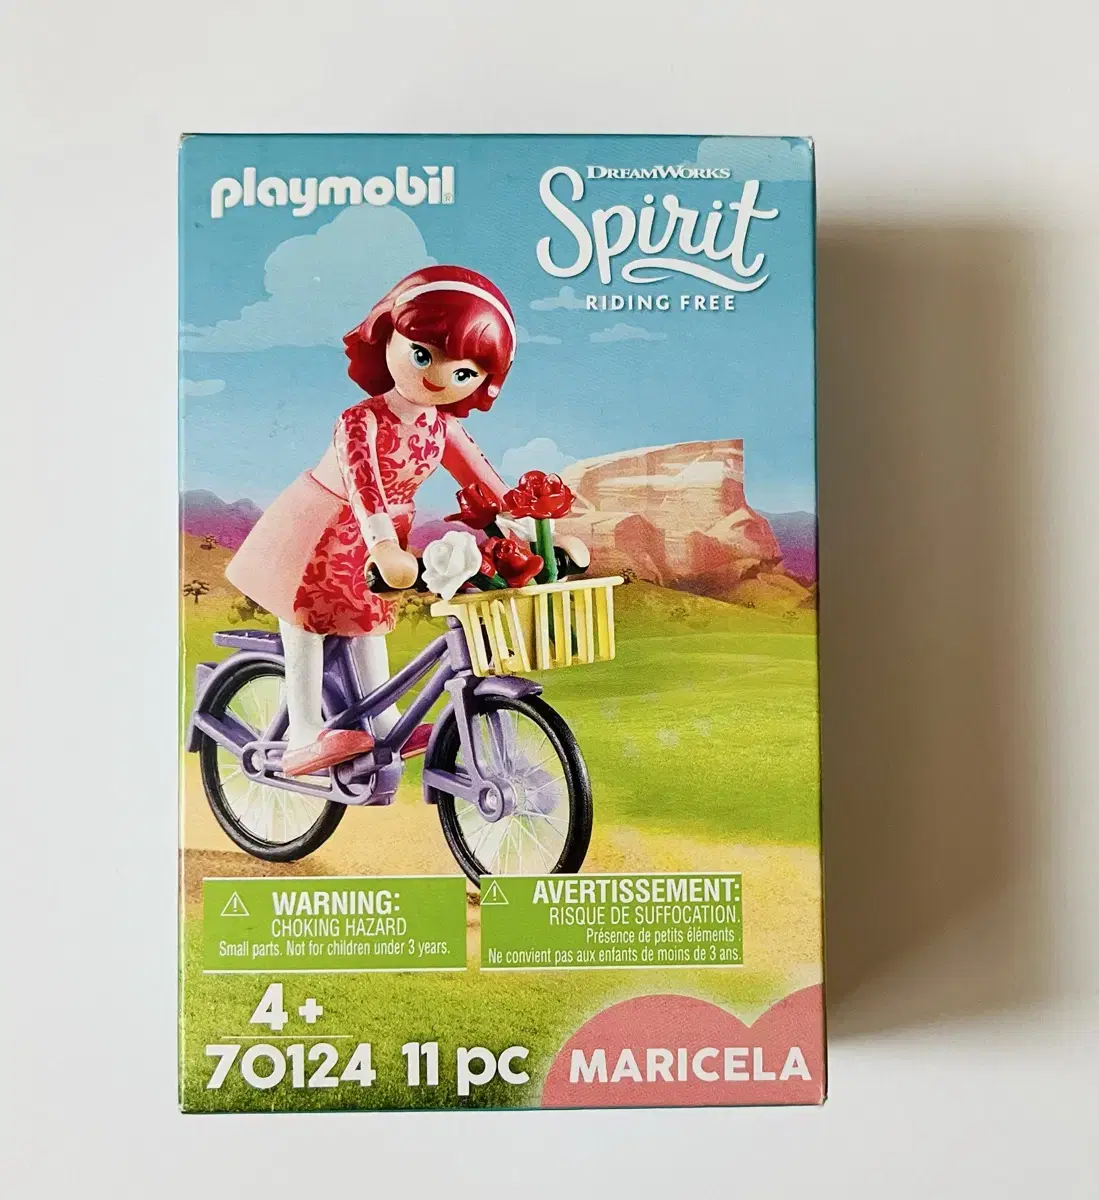 playmobil®
DREAMWORKS
Spirit
RIDING FREE
WARNING:
CHOKING HAZARD
Small parts. Not for children under 3 years.
AVERTISSEMENT:
RISQUE DE SUFFOCATION.
Présence de petits éléments .
Ne convient pas aux enfants de moins de 3 ans.
4+
70124 11 pc
MARICELA